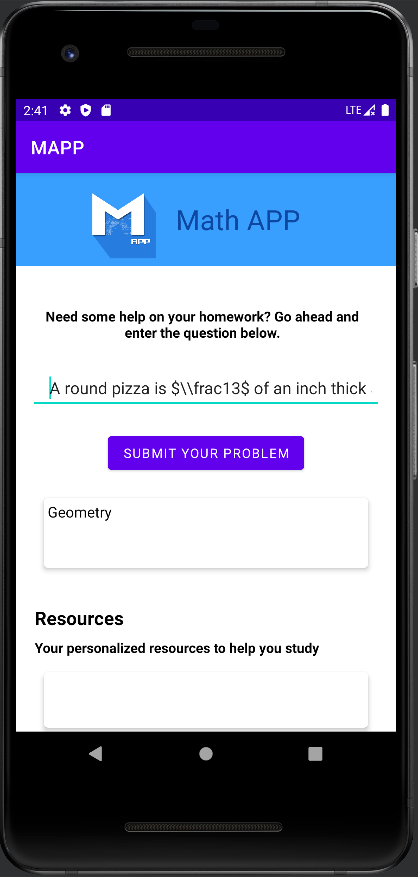 2:41 LTE
MAPP
M APP Math APP
Need some help on your homework? Go ahead and
enter the question below.
A round pizza is $\\frac13$ of an inch thick
SUBMIT YOUR PROBLEM
Geometry
Resources
Your personalized resources to help you study